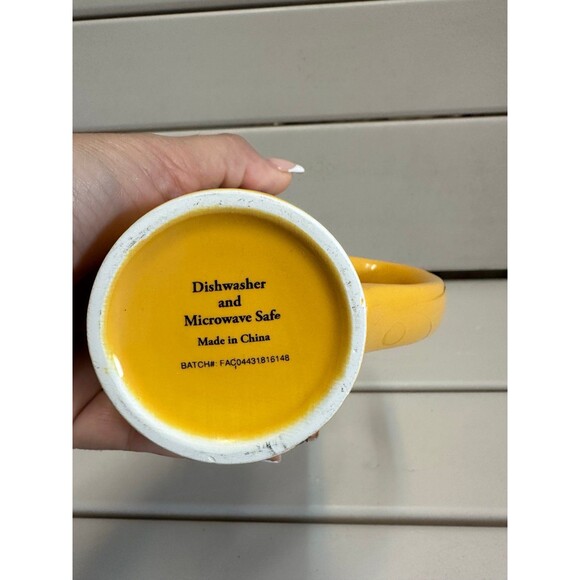 Dishwasher
and
Microwave Safe
Made in China
BATCH#: FAC04431816148